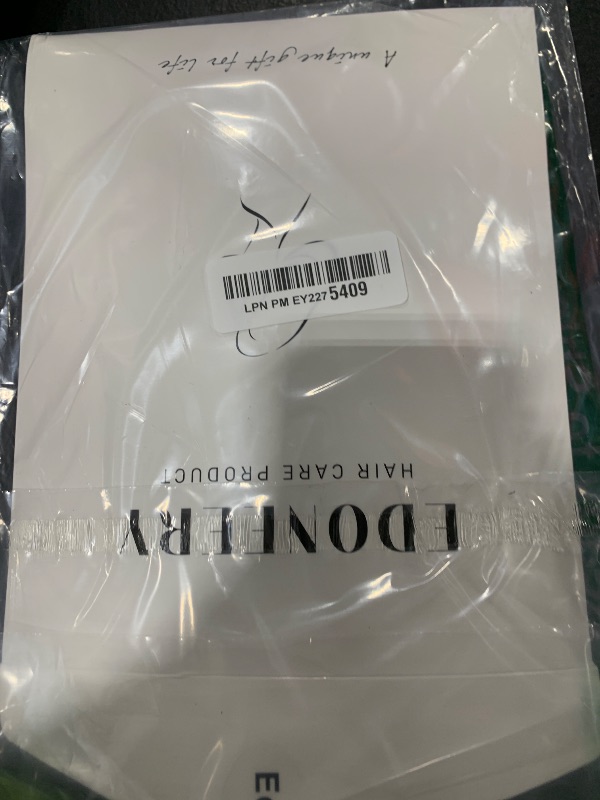 EDONFERY
HAIR CARE PRODUCT
LPN PM EY2275409
A unique gift for life